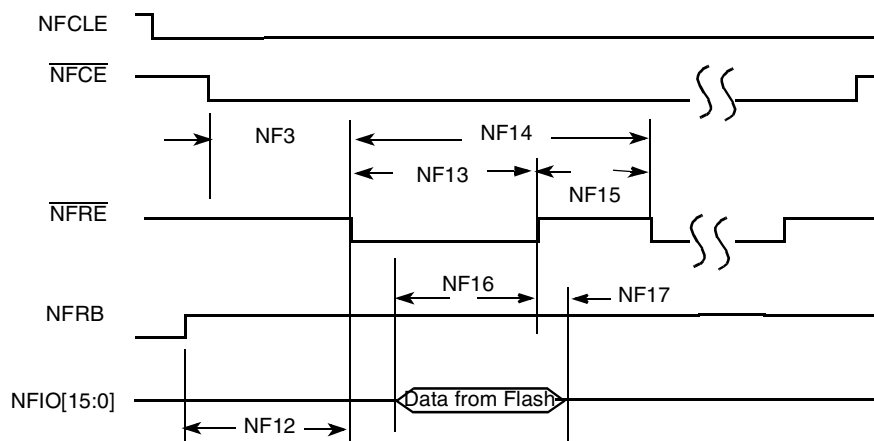 NFCLE
NFCE
NF3
NF14
NF13
NF15
NFRE
NF16
NF17
NFRB
NFIO[15:0]
Data from Flash
NF12